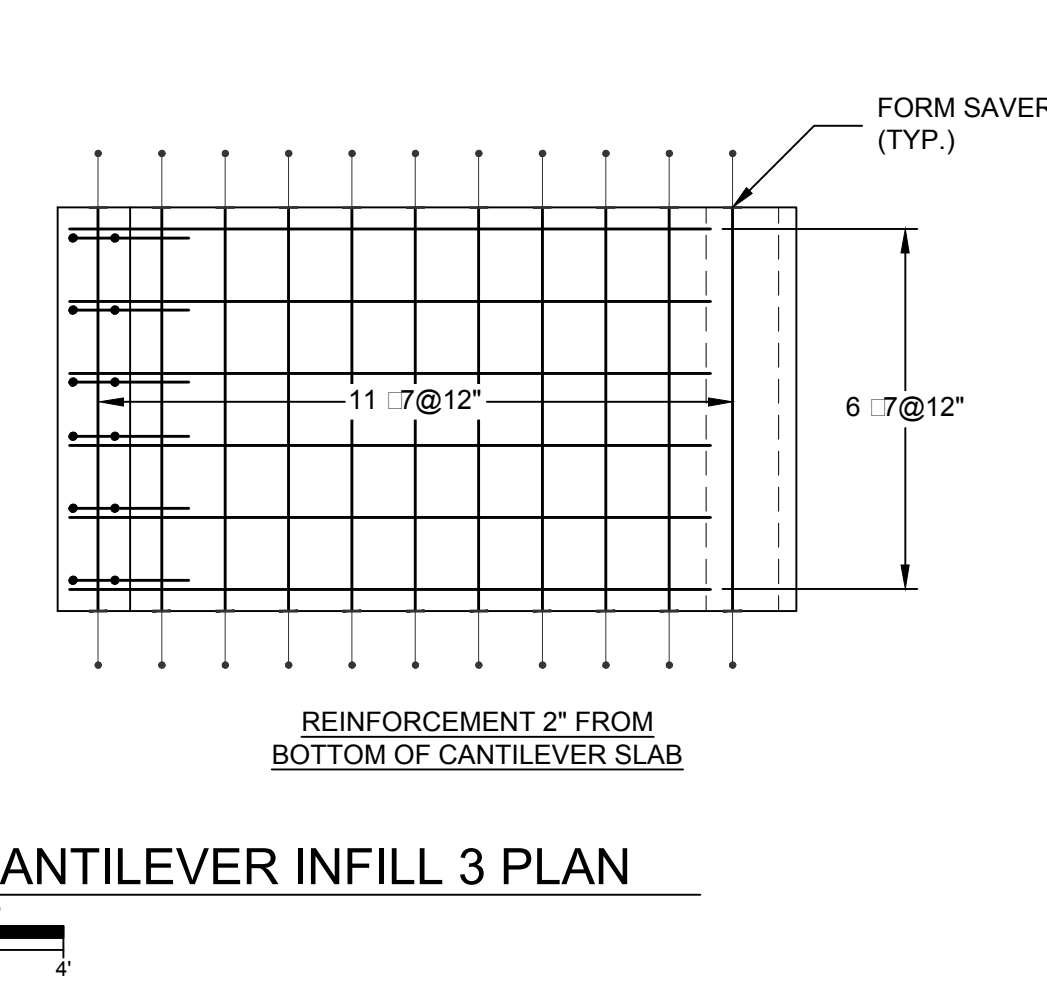 FORM SAVER
(TYP.)
11 □7@12"
6 □7@12"
REINFORCEMENT 2" FROM
BOTTOM OF CANTILEVER SLAB
ANTILEVER INFILL 3 PLAN
4'